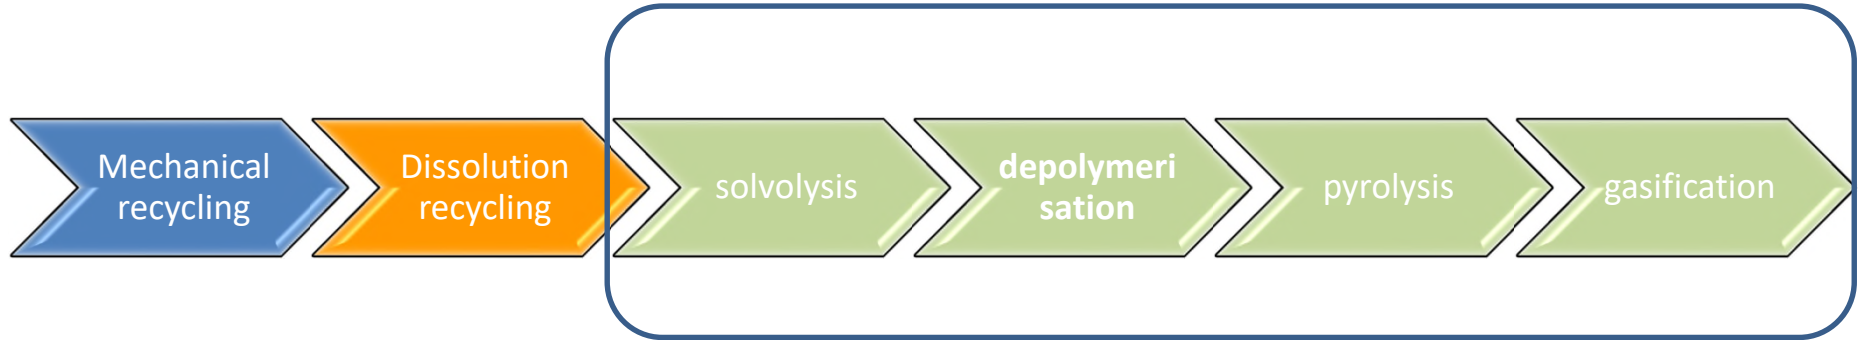 Mechanical
recycling
Dissolution
recycling
solvolysis
depolymeri
sation
pyrolysis
gasification